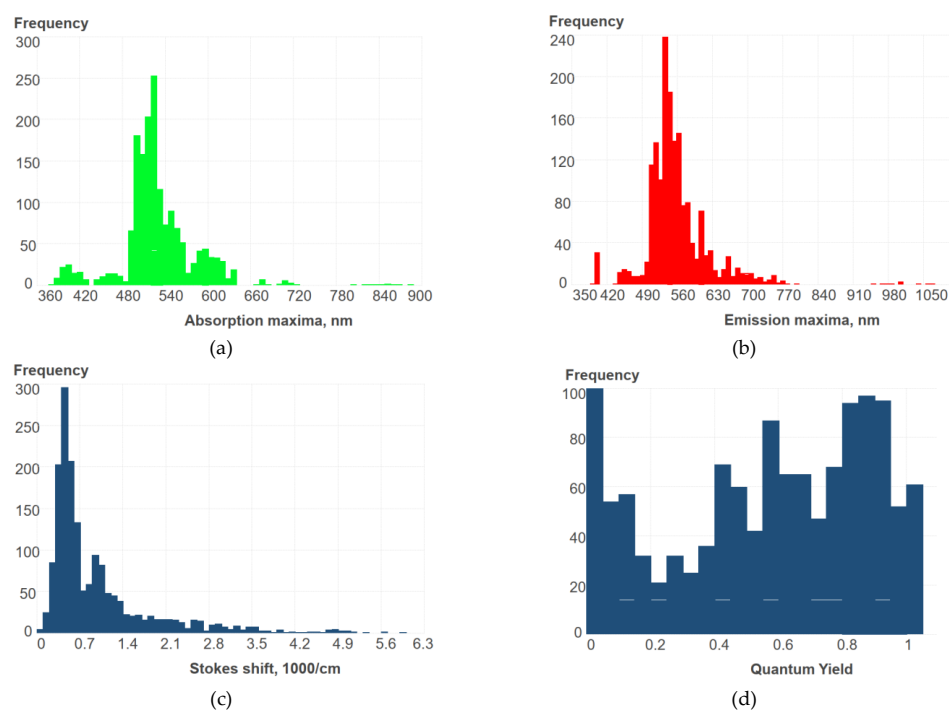 Frequency
300
250
200
150
100
50
0
360 420 480 540 600 660 720 780 840 900
Absorption maxima, nm
(a)
Frequency
240
200
160
120
80
40
0
350 420 490 560 630 700 770 840 910 980 1050
Emission maxima, nm
(b)
Frequency
300
250
200
150
100
50
0
0 0.7 1.4 2.1 2.8 3.5 4.2 4.9 5.6 6.3
Stokes shift, 1000/cm
(c)
Frequency
100
80
60
40
20
0
0 0.2 0.4 0.6 0.8 1
Quantum Yield
(d)